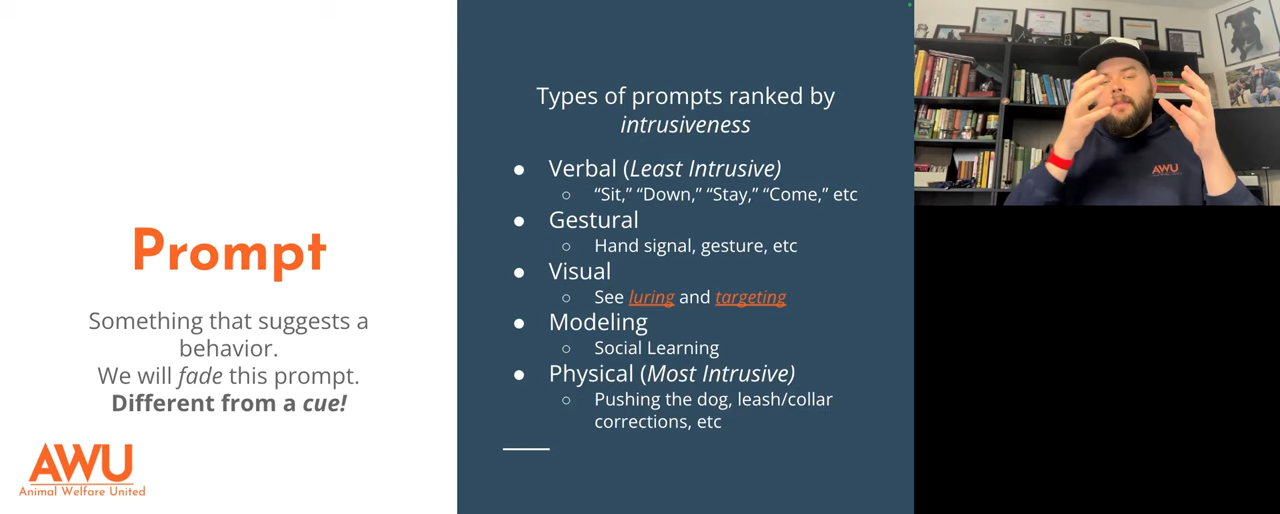 Prompt
Something that suggests a
behavior.
We will fade this prompt.
Different from a cue!
AWU
Animal Welfare United
Types of prompts ranked by
intrusiveness
● Verbal (Least Intrusive)
○ “Sit,” “Down,” “Stay,” “Come,” etc
● Gestural
○ Hand signal, gesture, etc
● Visual
○ See luring and targeting
● Modeling
○ Social Learning
● Physical (Most Intrusive)
○ Pushing the dog, leash/collar
corrections, etc
AWU